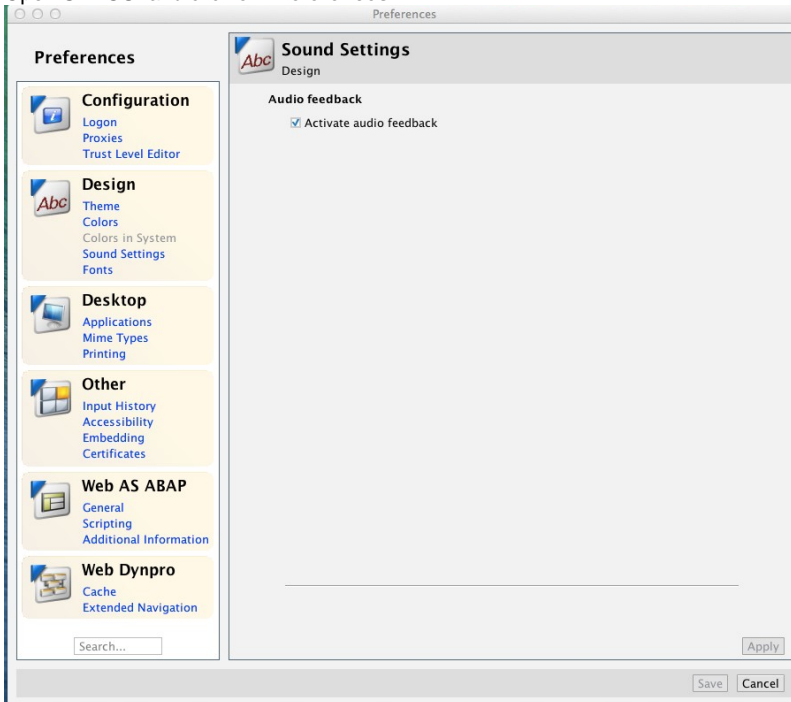 Preferences
Preferences
Configuration
Logon
Proxies
Trust Level Editor
Abc
Design
Theme
Colors
Colors in System
Sound Settings
Fonts
Desktop
Applications
Mime Types
Printing
Other
Input History
Accessibility
Embedding
Certificates
Web AS ABAP
General
Scripting
Additional Information
Web Dynpro
Cache
Extended Navigation
Search...
Abc
Sound Settings
Design
Audio feedback
Activate audio feedback
Apply
Save Cancel